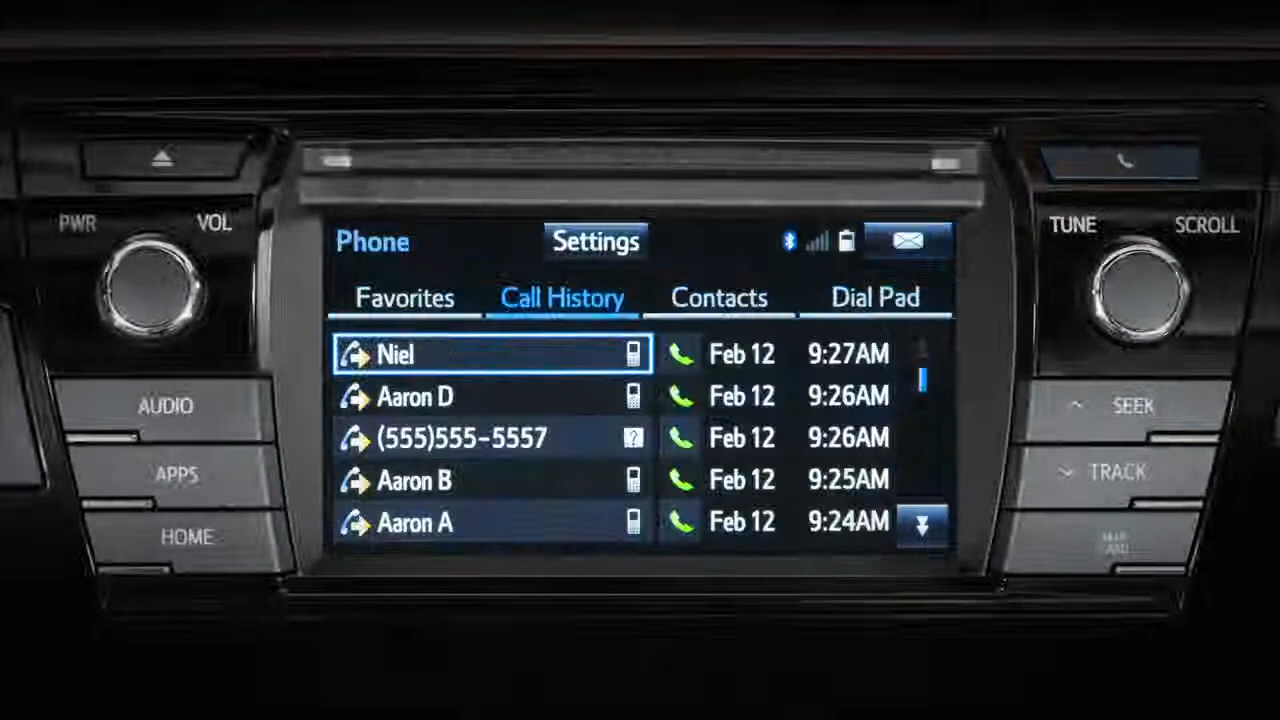 PWR VOL
TUNE SCROLL
Phone Settings
Favorites Call History Contacts Dial Pad
Niel Feb 12 9:27AM
Aaron D Feb 12 9:26AM
(555)555-5557 ? Feb 12 9:26AM
Aaron B Feb 12 9:25AM
Aaron A Feb 12 9:24AM
AUDIO
APPS
HOME
SEEK
TRACK